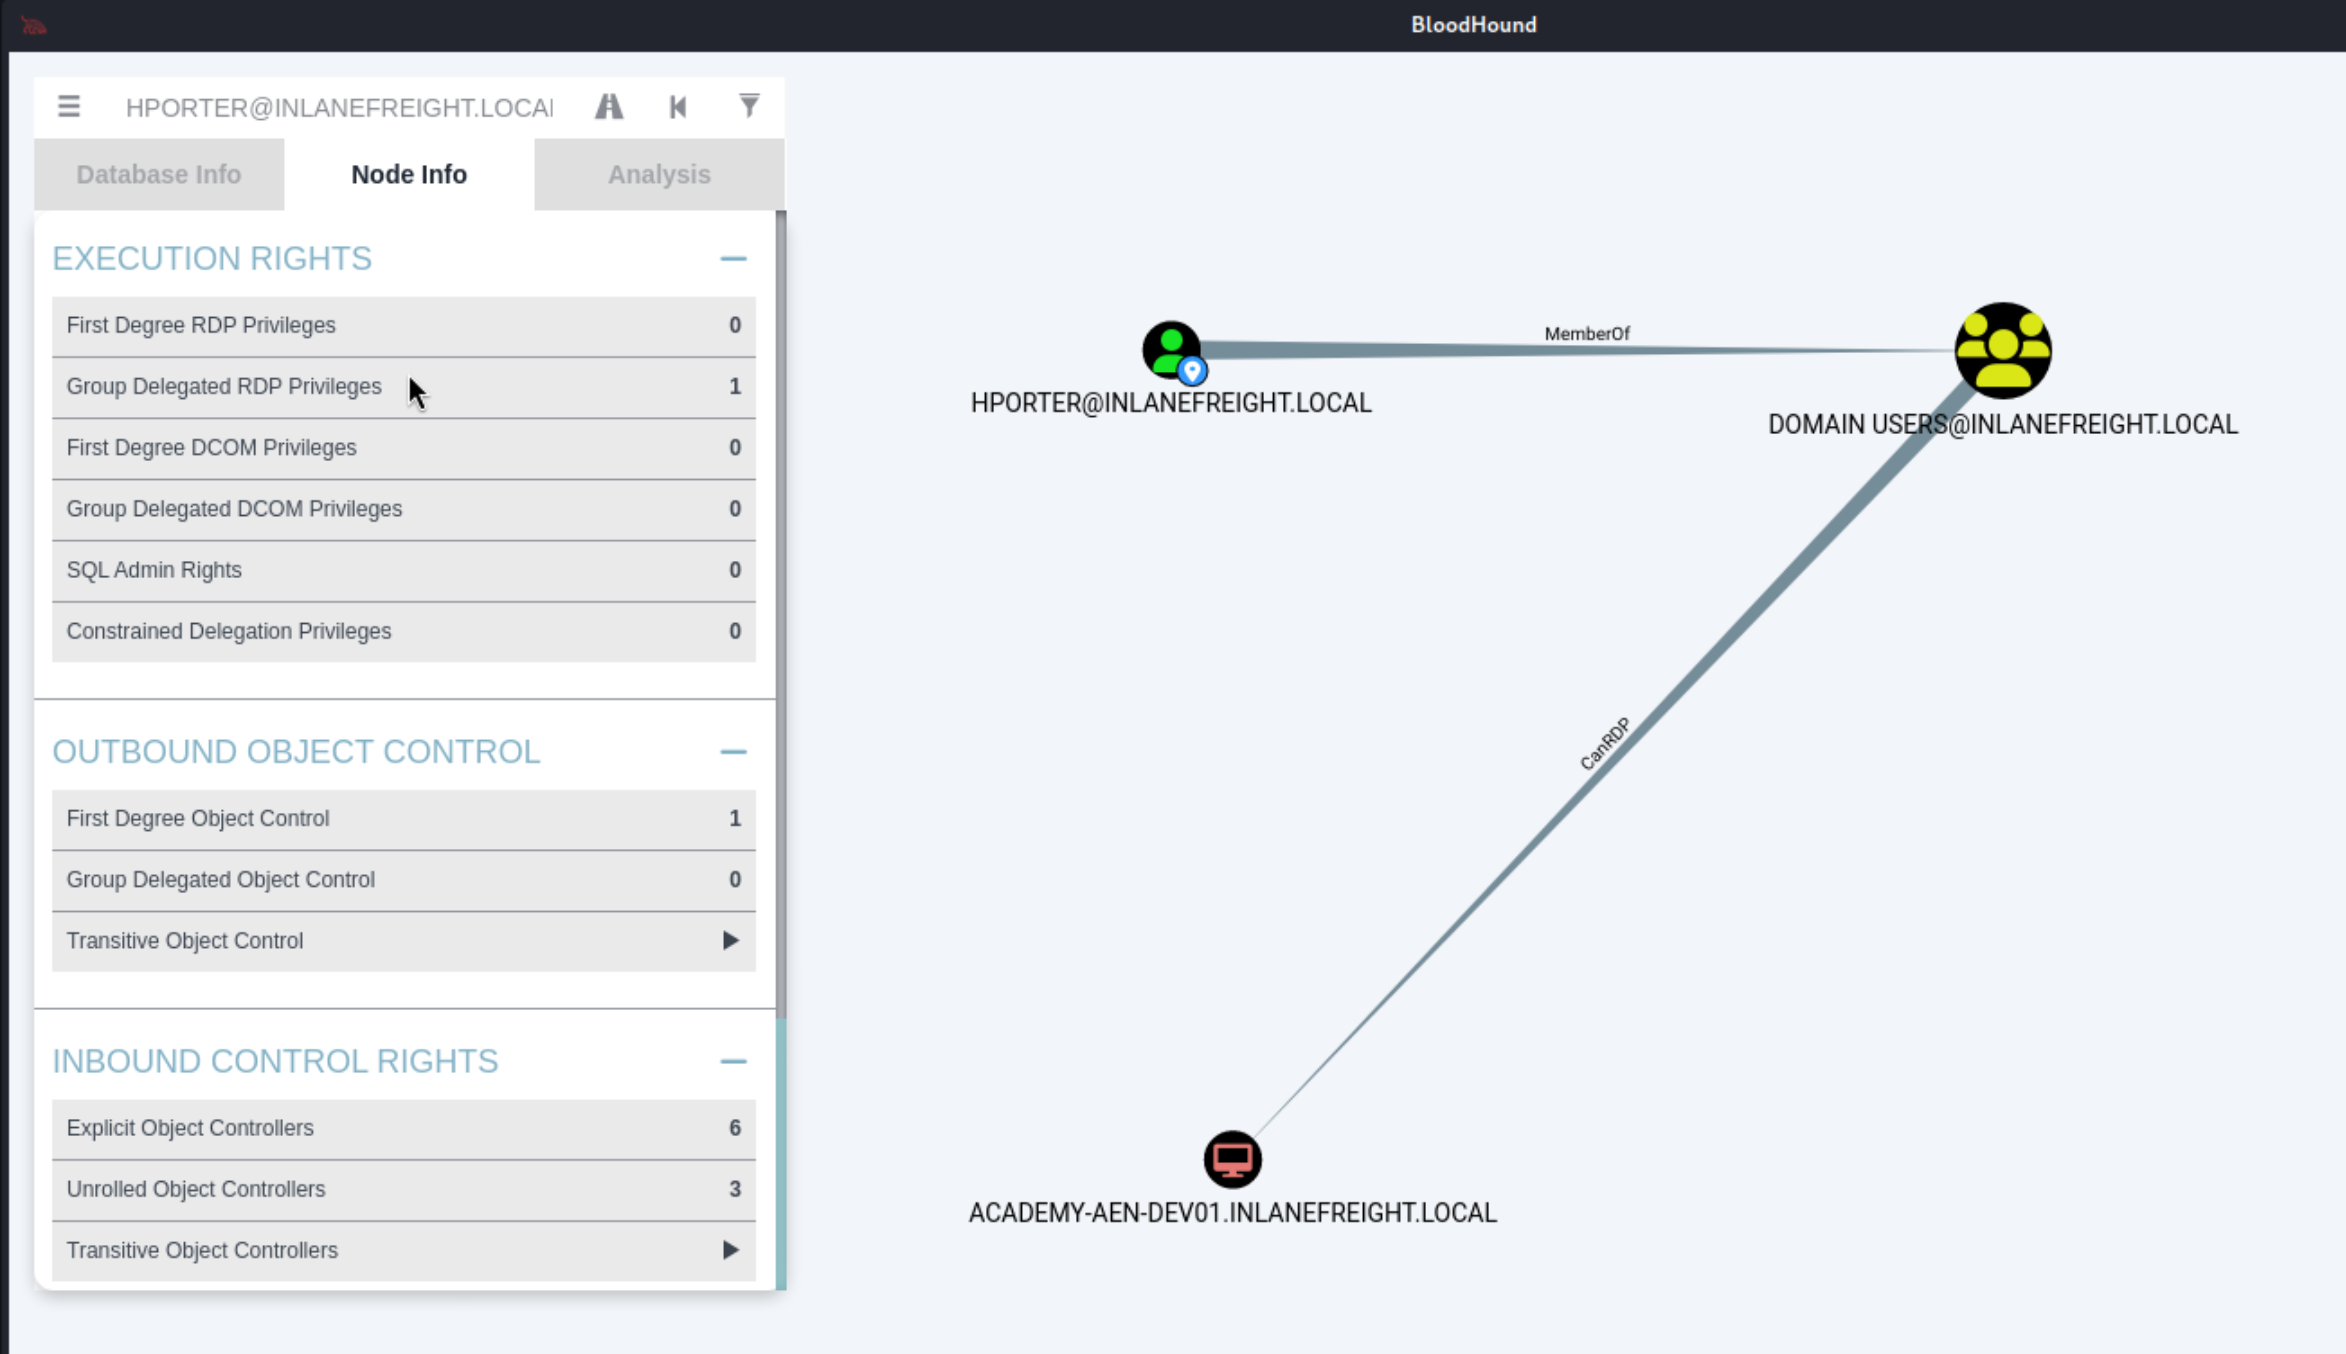 BloodHound
HPORTER@INLANEFREIGHT.LOCAL
Database Info
Node Info
Analysis
EXECUTION RIGHTS
First Degree RDP Privileges 0
Group Delegated RDP Privileges 1
First Degree DCOM Privileges 0
Group Delegated DCOM Privileges 0
SQL Admin Rights 0
Constrained Delegation Privileges 0
OUTBOUND OBJECT CONTROL
First Degree Object Control 1
Group Delegated Object Control 0
Transitive Object Control
INBOUND CONTROL RIGHTS
Explicit Object Controllers 6
Unrolled Object Controllers 3
Transitive Object Controllers
MemberOf
HPORTER@INLANEFREIGHT.LOCAL
DOMAIN USERS@INLANEFREIGHT.LOCAL
CanRDP
ACADEMY-AEN-DEV01.INLANEFREIGHT.LOCAL